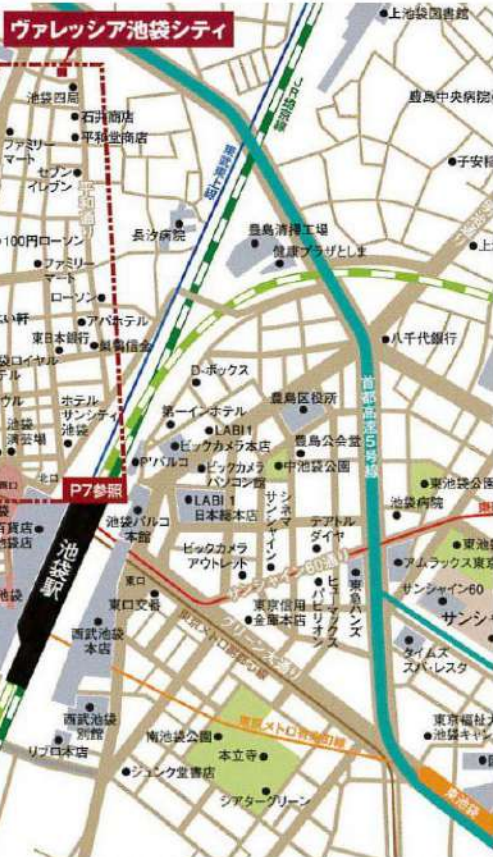 ヴァレッシア池袋シティ
上池袋図書館
池袋四局
石井商店
平和堂商店
ファミリー
マート
セブン
イレブン
平和通り
JR埼京線
東武東上線
豊島中央病院
子安稲
長汐病院
豊島清掃工場
健康プラザとしま
100円ローソン
ファミリー
マート
ローソン
アパホテル
東日本銀行
巣鴨信金
八千代銀行
首都高速5号線
D-ボックス
豊島区役所
ホテル
サンシティ
池袋
池袋
演芸場
第一インホテル
LABI1
ビックカメラ本店
豊島公会堂
P'パルコ
ビックカメラ
パソコン館
中池袋公園
北口
P7参照
LABI 1
日本総本店
シネマ
サンシャイン
東池袋公園
池袋病院
池袋パルコ
本館
テアトル
ダイヤ
池袋駅
ビックカメラ
アウトレット
サンシャイン60通り
ヒューマックス
パビリオン
東急ハンズ
アムラックス東京
サンシャイン60
サンシャ
東口
東口交番
東京信用
金庫本店
グリーン大通り
東京メトロ副都心線
西武池袋
本店
タイムズ
スパ・レスタ
西武池袋
別館
リブロ本店
南池袋公園
東京メトロ有楽町線
本立寺
ジュンク堂書店
シアターグリーン
東京福祉大
池袋キャン
東池袋